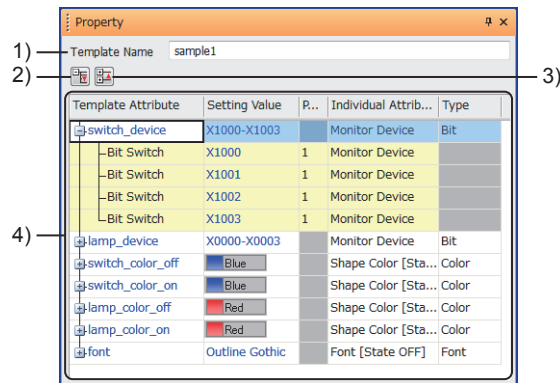 Property
1) Template Name sample1
2) 3)
Template Attribute Setting Value P... Individual Attrib... Type
switch_device X1000-X1003 Monitor Device Bit
Bit Switch X1000 1 Monitor Device
Bit Switch X1001 1 Monitor Device
Bit Switch X1002 1 Monitor Device
Bit Switch X1003 1 Monitor Device
4) lamp_device X0000-X0003 Monitor Device Bit
switch_color_off Blue Shape Color [Sta... Color
switch_color_on Blue Shape Color [Sta... Color
lamp_color_off Red Shape Color [Sta... Color
lamp_color_on Red Shape Color [Sta... Color
font Outline Gothic Font [State OFF] Font